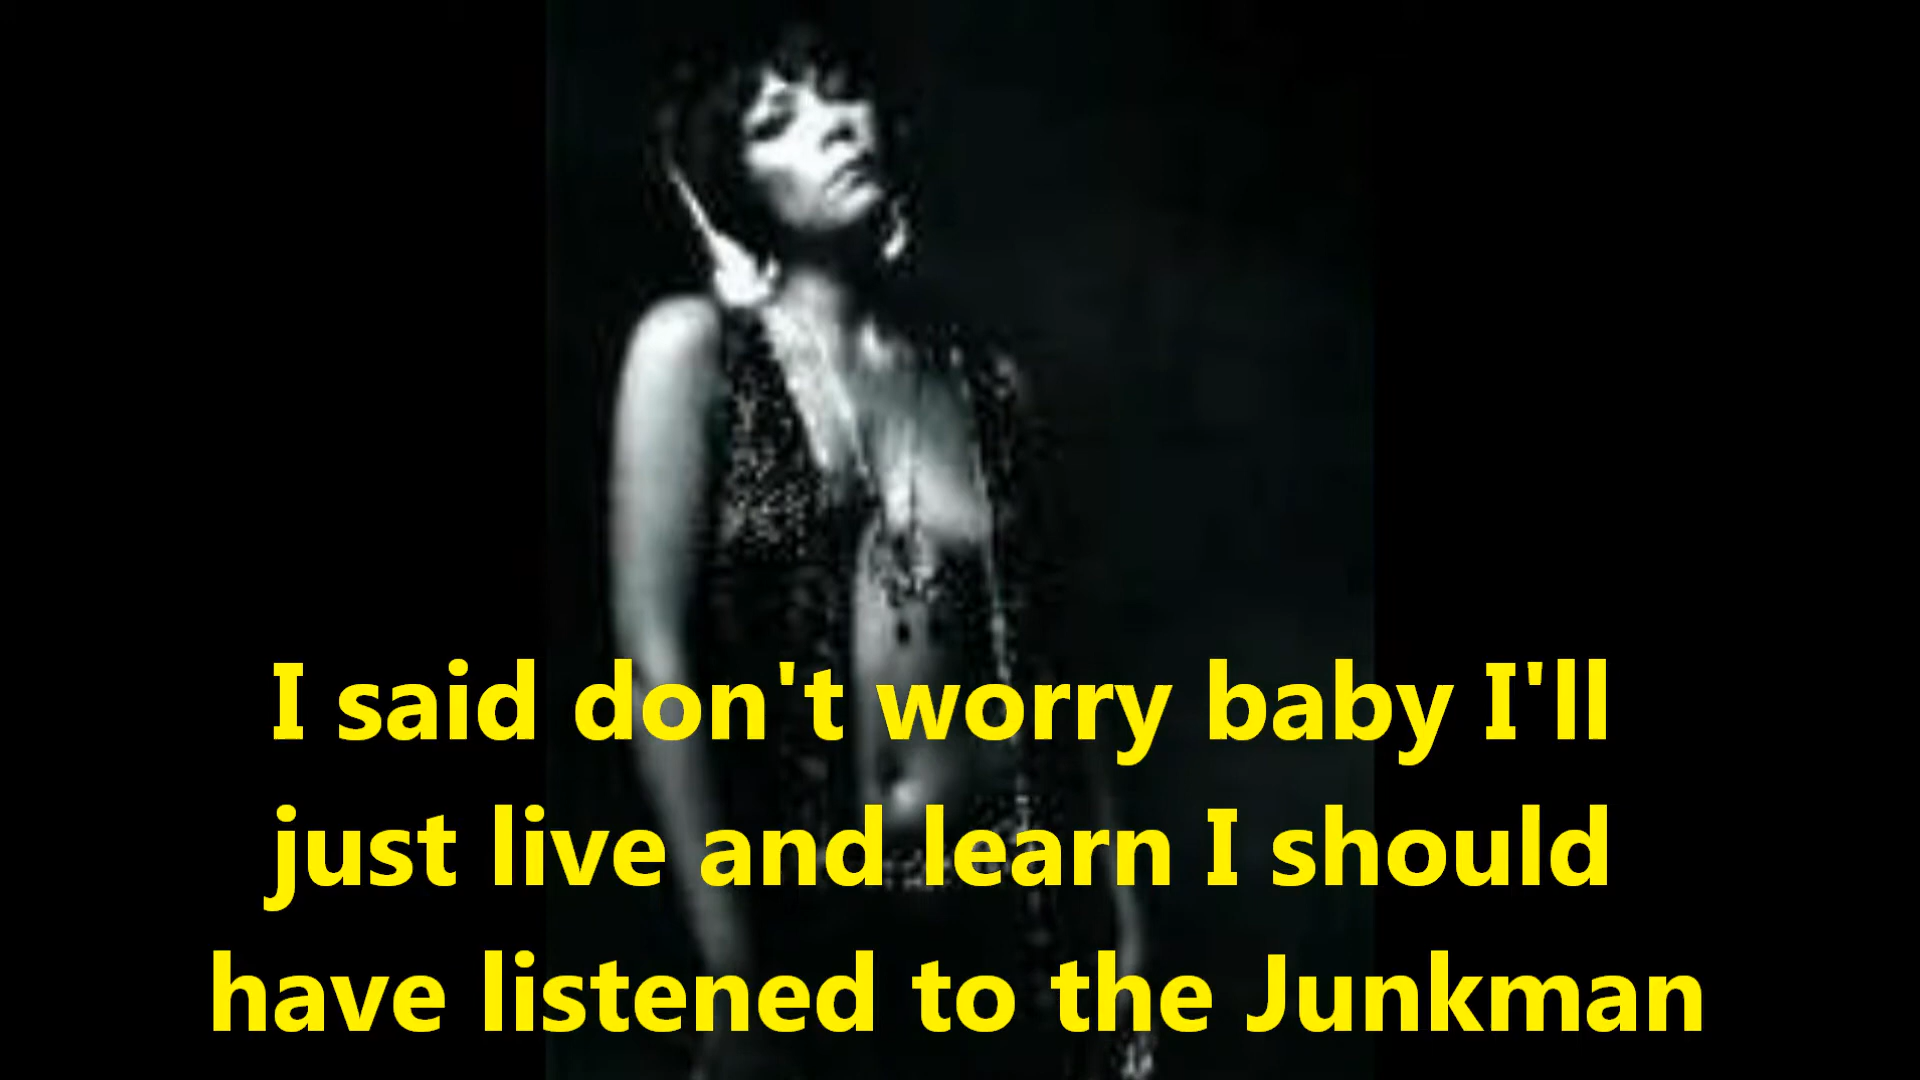 I said don't worry baby I'll
just live and learn I should
have listened to the Junkman